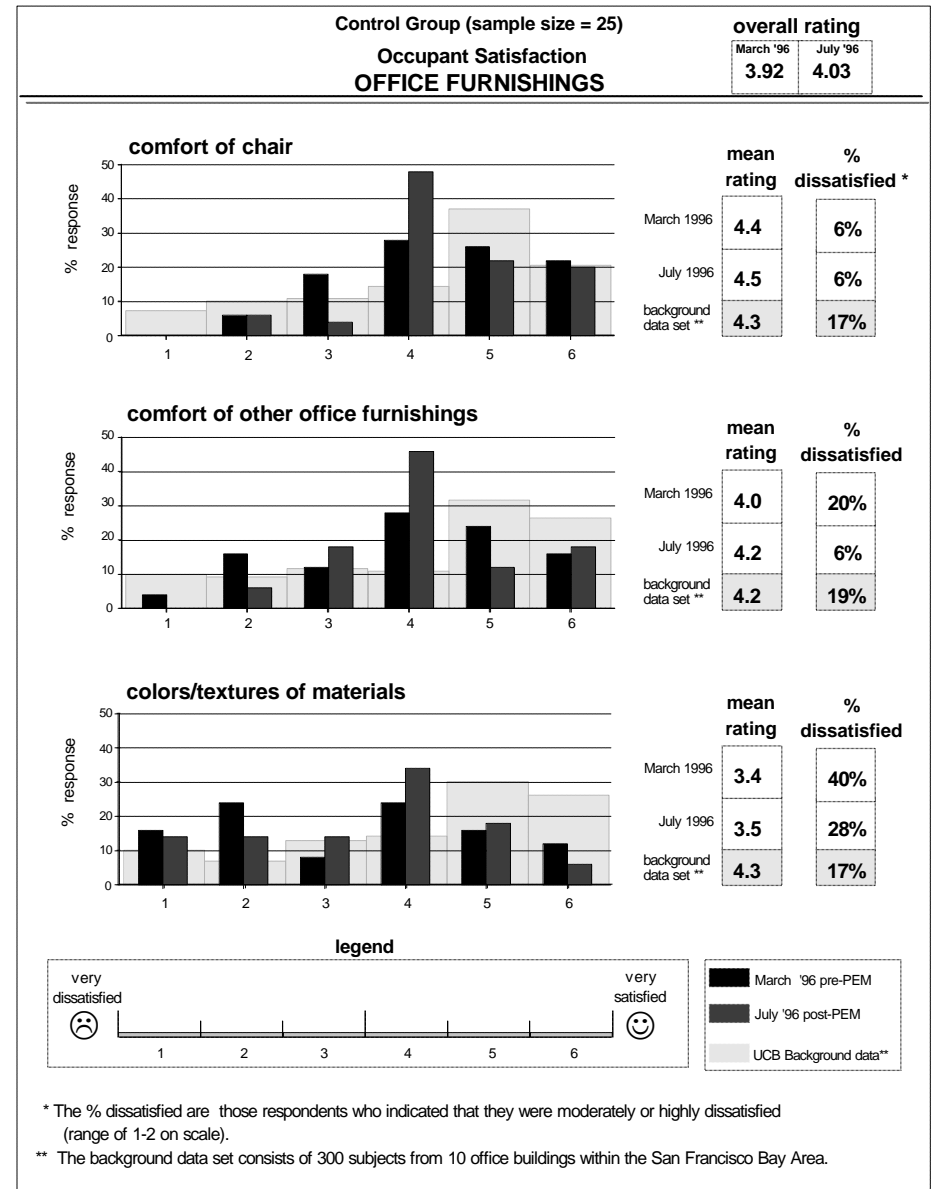 Control Group (sample size = 25)
Occupant Satisfaction
OFFICE FURNISHINGS
overall rating
March '96 July '96
3.92 4.03
comfort of chair
% response
50
40
30
20
10
0
1 2 3 4 5 6
mean rating
% dissatisfied *
March 1996 4.4 6%
July 1996 4.5 6%
background data set ** 4.3 17%
comfort of other office furnishings
% response
50
40
30
20
10
0
1 2 3 4 5 6
mean rating
% dissatisfied
March 1996 4.0 20%
July 1996 4.2 6%
background data set ** 4.2 19%
colors/textures of materials
% response
50
40
30
20
10
0
1 2 3 4 5 6
mean rating
% dissatisfied
March 1996 3.4 40%
July 1996 3.5 28%
background data set ** 4.3 17%
legend
very dissatisfied
very satisfied
1 2 3 4 5 6
March '96 pre-PEM
July '96 post-PEM
UCB Background data**
* The % dissatisfied are those respondents who indicated that they were moderately or highly dissatisfied
(range of 1-2 on scale).
** The background data set consists of 300 subjects from 10 office buildings within the San Francisco Bay Area.